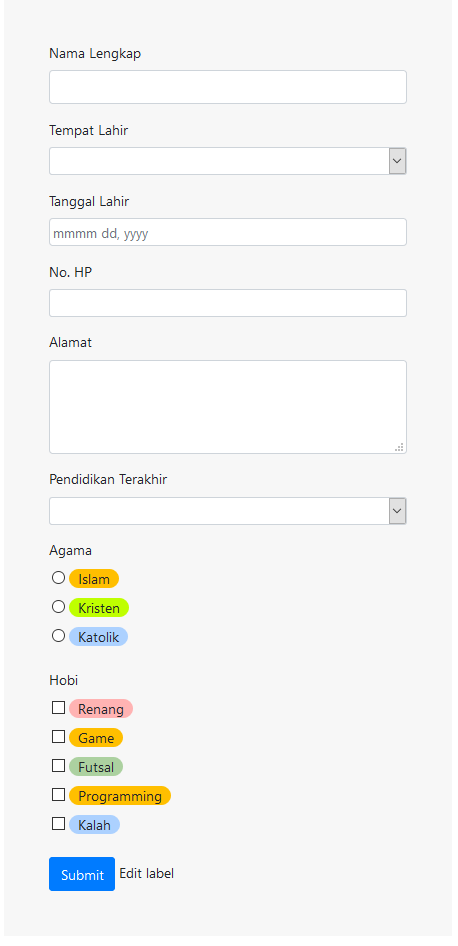 Nama Lengkap
Tempat Lahir
Tanggal Lahir
mmmm dd, yyyy
No. HP
Alamat
Pendidikan Terakhir
Agama
Islam
Kristen
Katolik
Hobi
Renang
Game
Futsal
Programming
Kalah
Submit Edit label